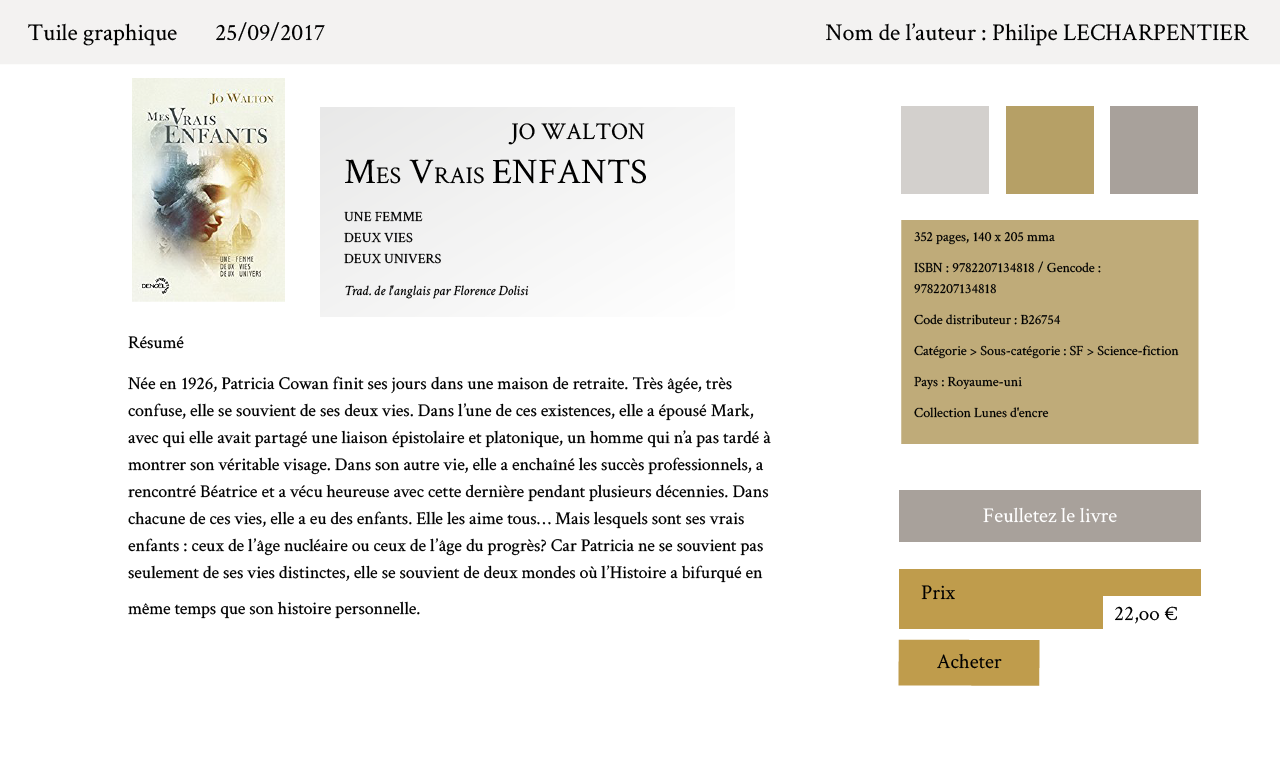 Tuile graphique 25/09/2017
Nom de l’auteur : Philipe LECHARPENTIER
JO WALTON
MES VRAIS
ENFANTS
UNE FEMME
DEUX VIES
DEUX UNIVERS
DENOËL
JO WALTON
MES VRAIS ENFANTS
UNE FEMME
DEUX VIES
DEUX UNIVERS
Trad. de l'anglais par Florence Dolisi
Résumé
Née en 1926, Patricia Cowan finit ses jours dans une maison de retraite. Très âgée, très
confuse, elle se souvient de ses deux vies. Dans l’une de ces existences, elle a épousé Mark,
avec qui elle avait partagé une liaison épistolaire et platonique, un homme qui n’a pas tardé à
montrer son véritable visage. Dans son autre vie, elle a enchaîné les succès professionnels, a
rencontré Béatrice et a vécu heureuse avec cette dernière pendant plusieurs décennies. Dans
chacune de ces vies, elle a eu des enfants. Elle les aime tous… Mais lesquels sont ses vrais
enfants : ceux de l’âge nucléaire ou ceux de l’âge du progrès? Car Patricia ne se souvient pas
seulement de ses vies distinctes, elle se souvient de deux mondes où l’Histoire a bifurqué en
même temps que son histoire personnelle.
352 pages, 140 x 205 mma
ISBN : 9782207134818 / Gencode :
9782207134818
Code distributeur : B26754
Catégorie > Sous-catégorie : SF > Science-fiction
Pays : Royaume-uni
Collection Lunes d'encre
Feulletez le livre
Prix
22,00 €
Acheter